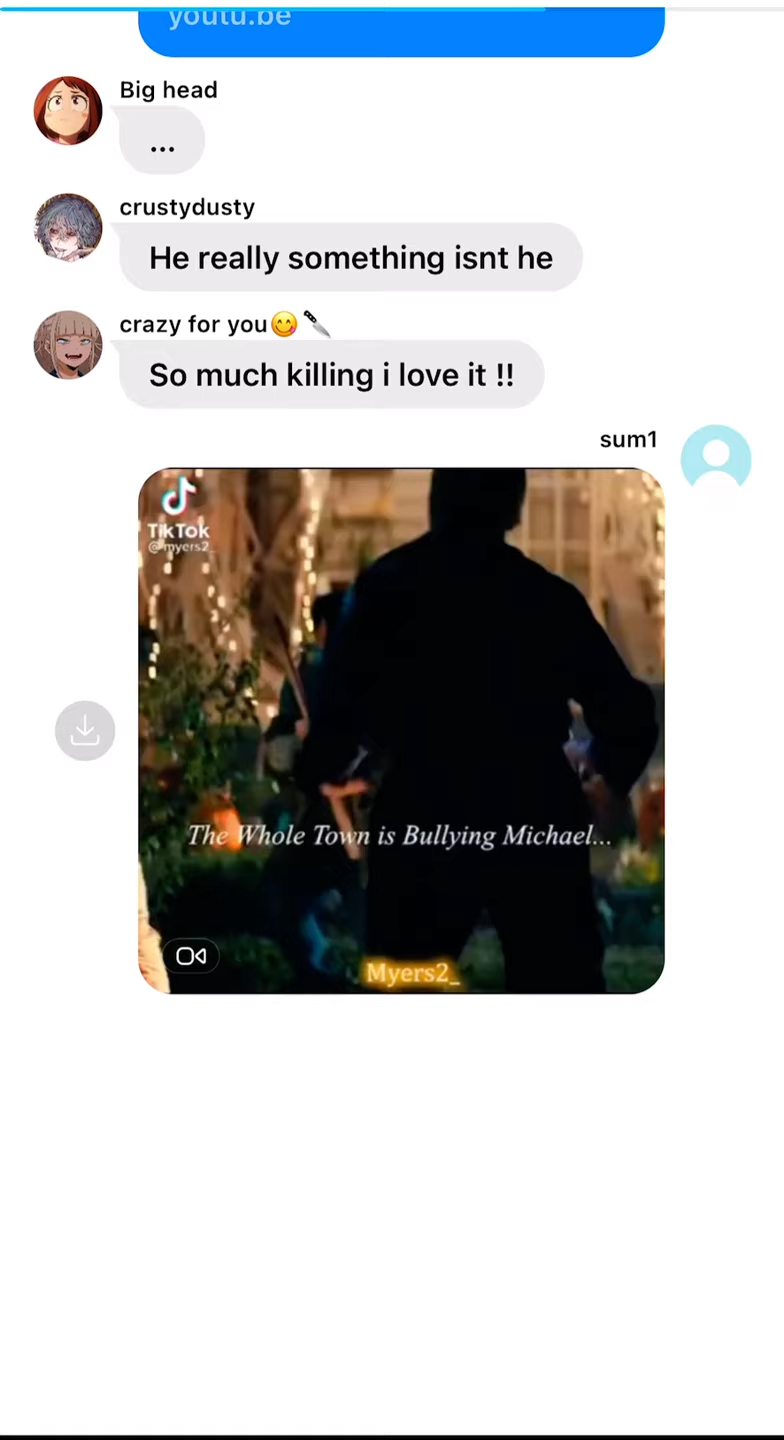 youtu.be
Big head
...
crustydusty
He really something isnt he
crazy for you😋🔪
So much killing i love it !!
sum1
TikTok
@myers2_
The Whole Town is Bullying Michael...
Myers2_